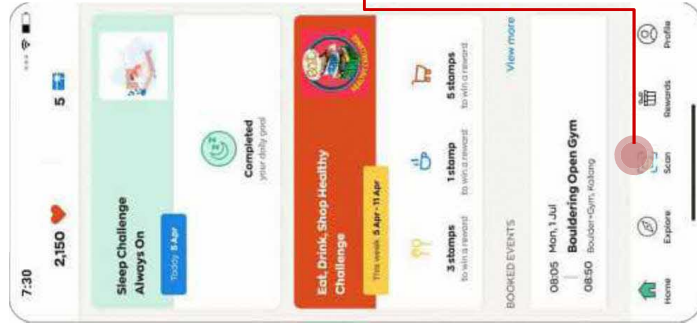 7:30
2,150
5
Sleep Challenge
Always On
Today 5 Apr
Completed
your daily goal
Eat, Drink, Shop Healthy
Challenge
This week 5 Apr - 11 Apr
3 stamps
to win a reward
1 stamp
to win a reward
5 stamps
to win a reward
BOOKED EVENTS
View more
08:05
08:50
Mon, 1 Jul
Bouldering Open Gym
Boulder+Gym, Kallang
Home
Explore
Scan
Rewards
Profile